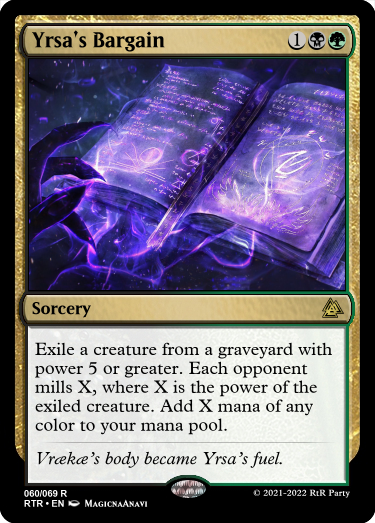 Yrsa's Bargain 1
Sorcery
Exile a creature from a graveyard with
power 5 or greater. Each opponent
mills X, where X is the power of the
exiled creature. Add X mana of any
color to your mana pool.
Vrækæ's body became Yrsa's fuel.
060/069 R
RTR • EN MagicnaAnavi
© 2021-2022 RtR Party